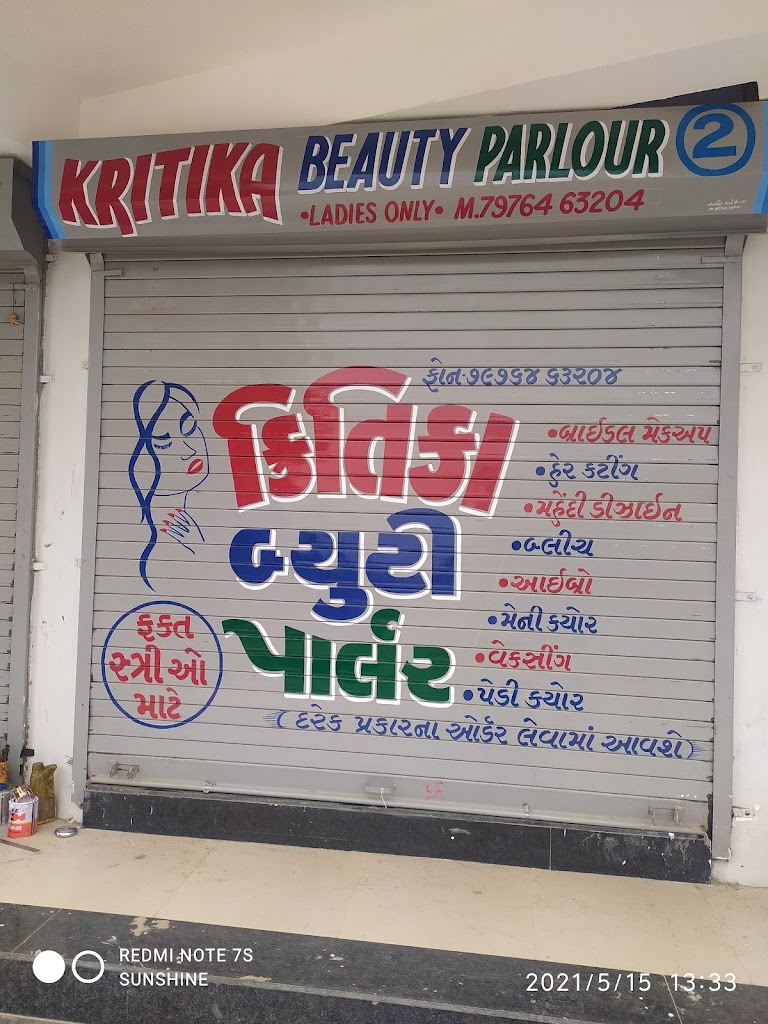 KRITIKA BEAUTY PARLOUR 2
•LADIES ONLY• M.79764 63204
ફોન-૭૯૭૬૪ ૬૩૨૦૪
ક્રિતિકા
બ્યુટી
પાર્લર
•બ્રાઈડલ મેકઅપ
•હેર કટીંગ
•મહેંદી ડીઝાઈન
•બ્લીચ
•આઈબ્રો
•મેની ક્યોર
•વેક્સીંગ
•પેડી ક્યોર
ફક્ત
સ્ત્રીઓ
માટે
(દરેક પ્રકારના ઓર્ડર લેવામાં આવશે)
REDMI NOTE 7S
SUNSHINE
2021/5/15 13:33